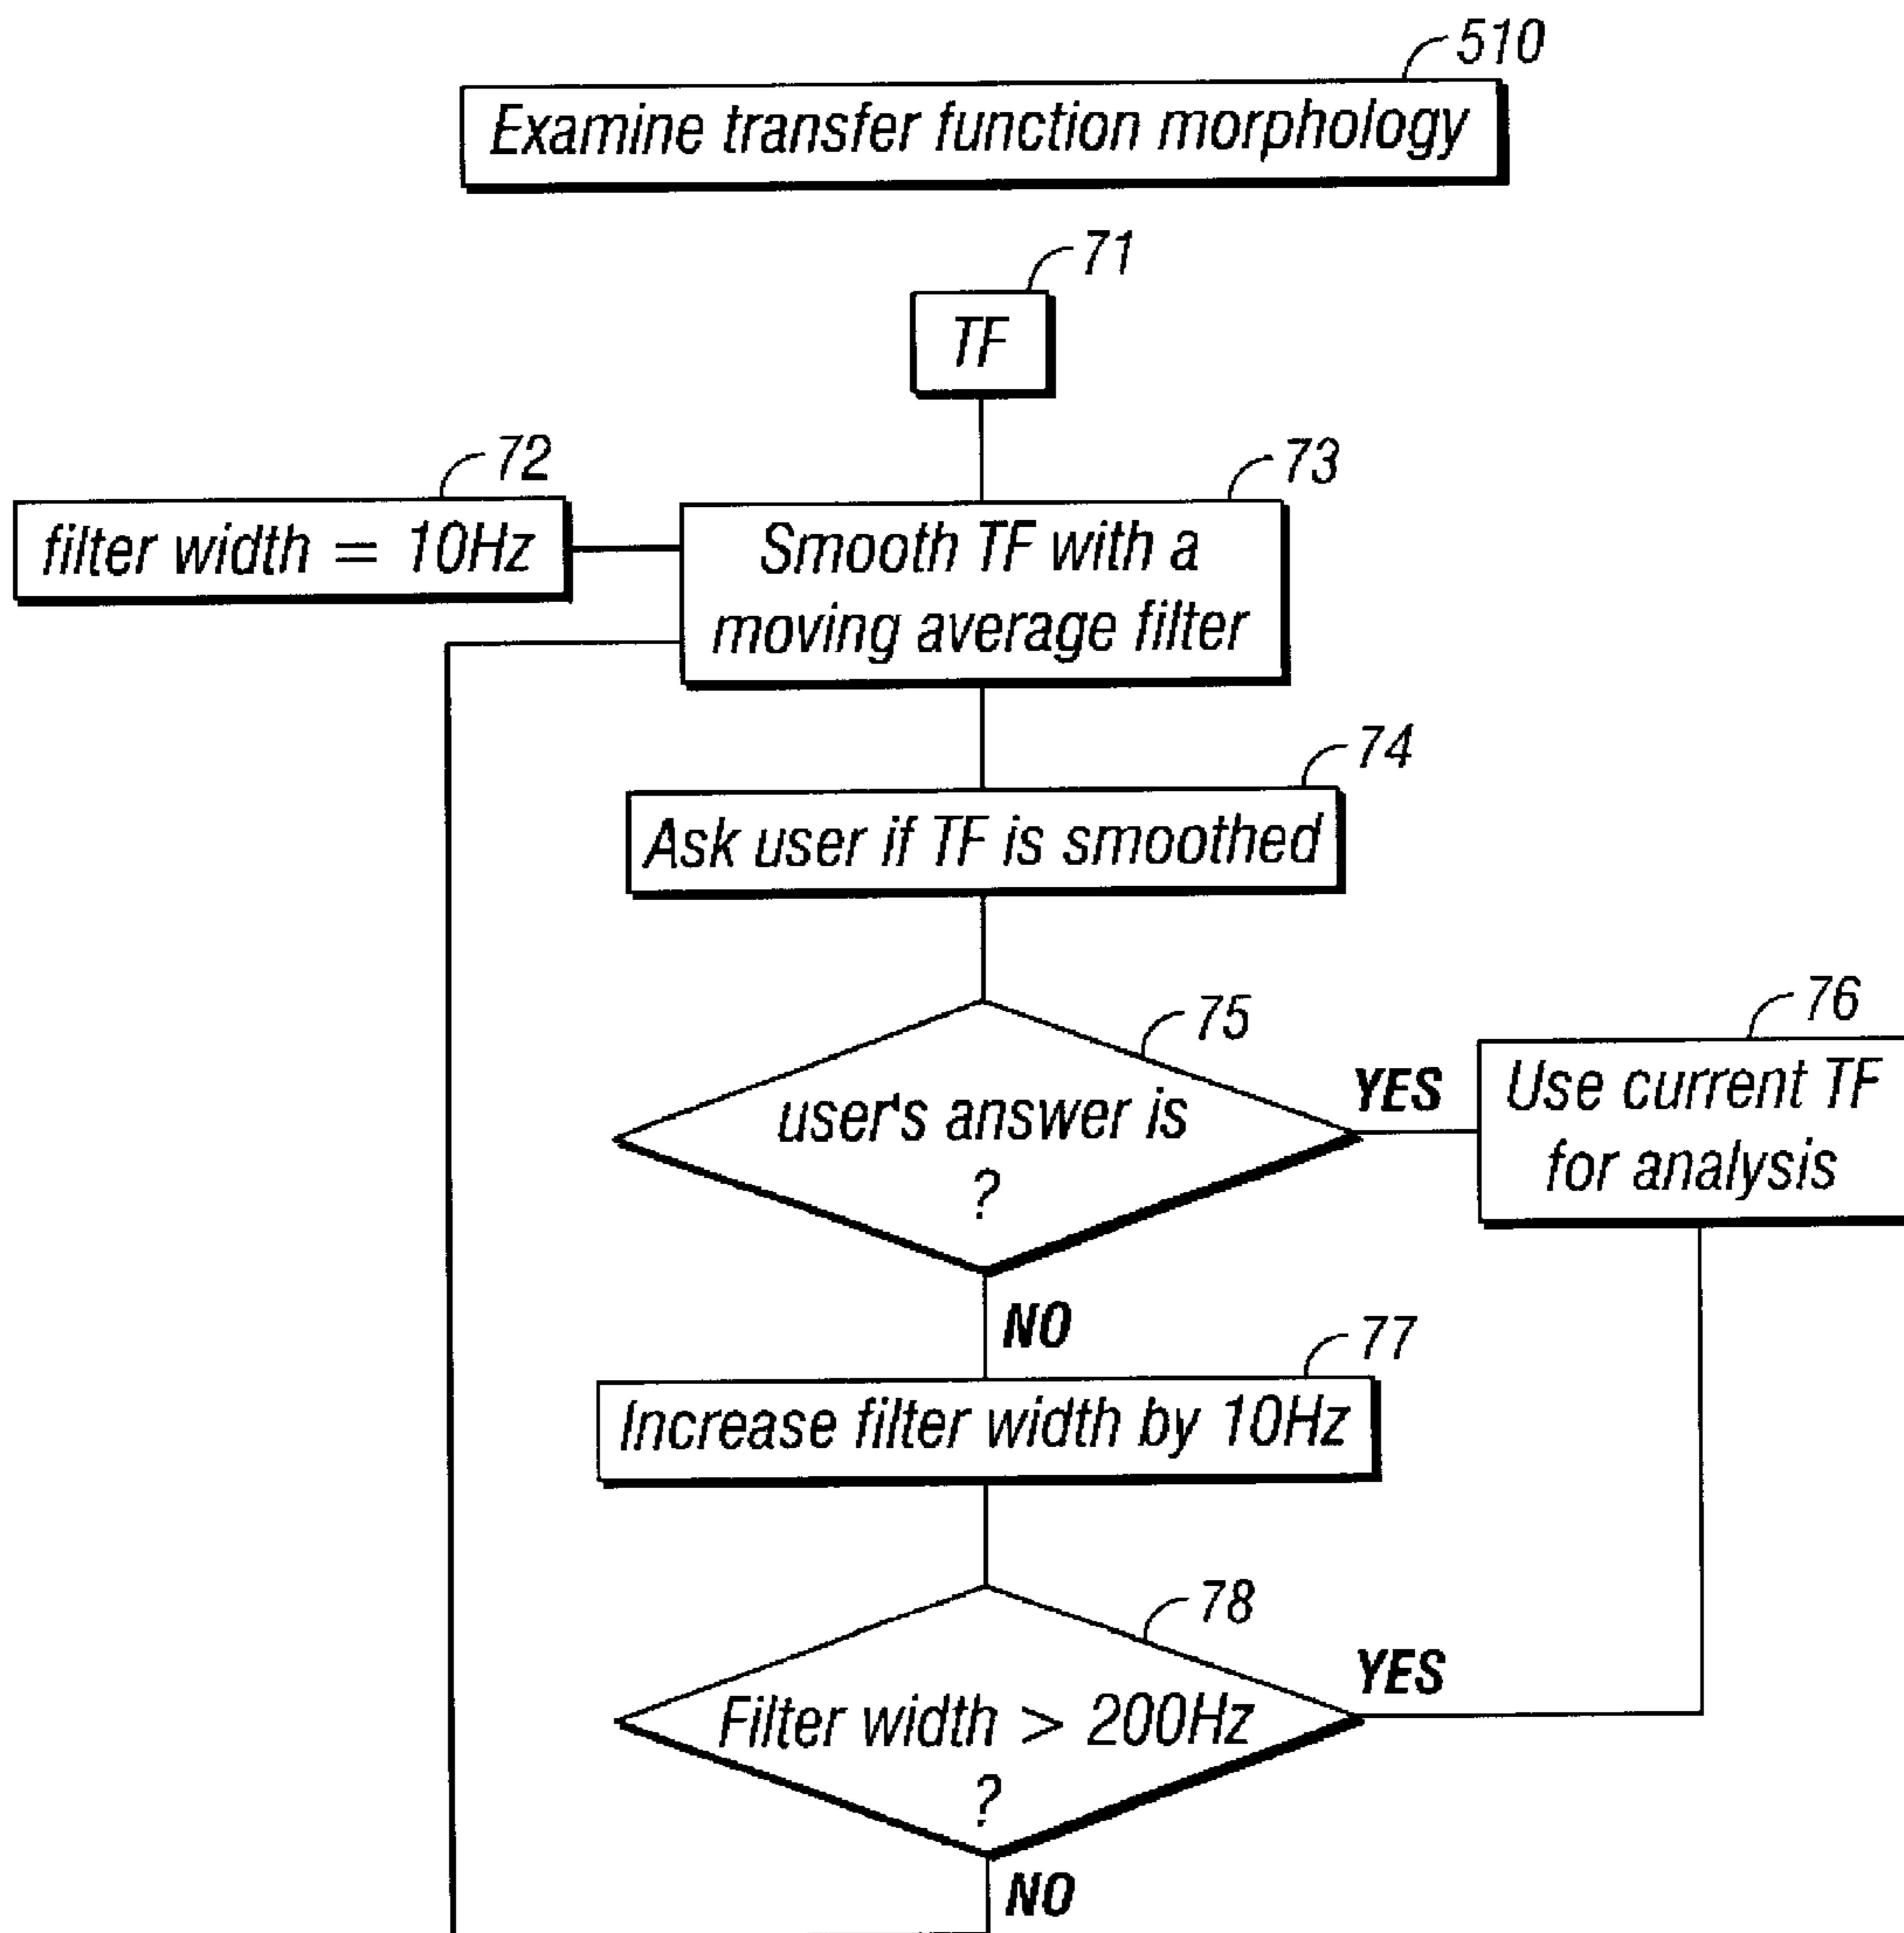 510
Examine transfer function morphology
71
TF
72
filter width = 10Hz
73
Smooth TF with a
moving average filter
74
Ask user if TF is smoothed
75
user's answer is
?
YES
76
Use current TF
for analysis
NO
77
Increase filter width by 10Hz
78
Filter width > 200Hz
?
YES
NO